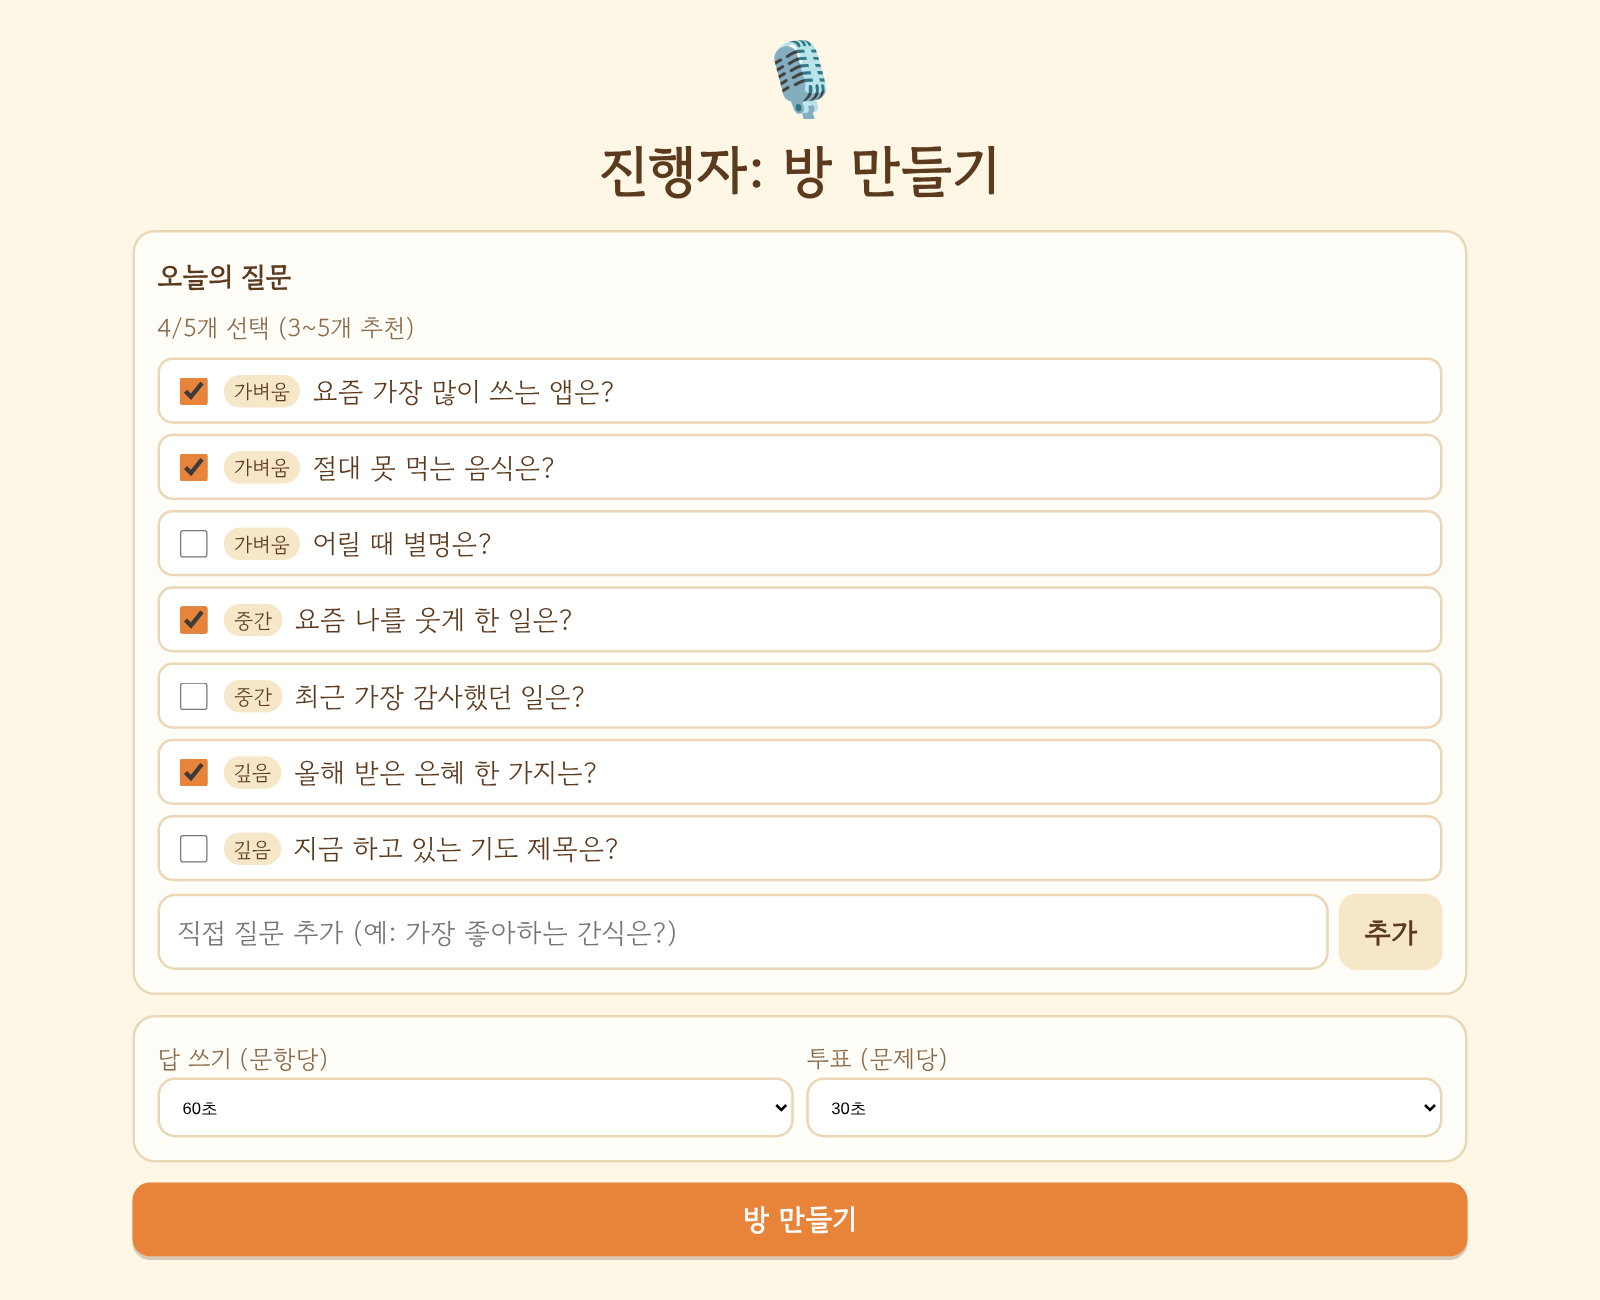 진행자: 방 만들기
오늘의 질문
4/5개 선택 (3~5개 추천)
가벼움 요즘 가장 많이 쓰는 앱은?
가벼움 절대 못 먹는 음식은?
가벼움 어릴 때 별명은?
중간 요즘 나를 웃게 한 일은?
중간 최근 가장 감사했던 일은?
깊음 올해 받은 은혜 한 가지는?
깊음 지금 하고 있는 기도 제목은?
직접 질문 추가 (예: 가장 좋아하는 간식은?) 추가
답 쓰기 (문항당) 투표 (문제당)
60초 30초
방 만들기